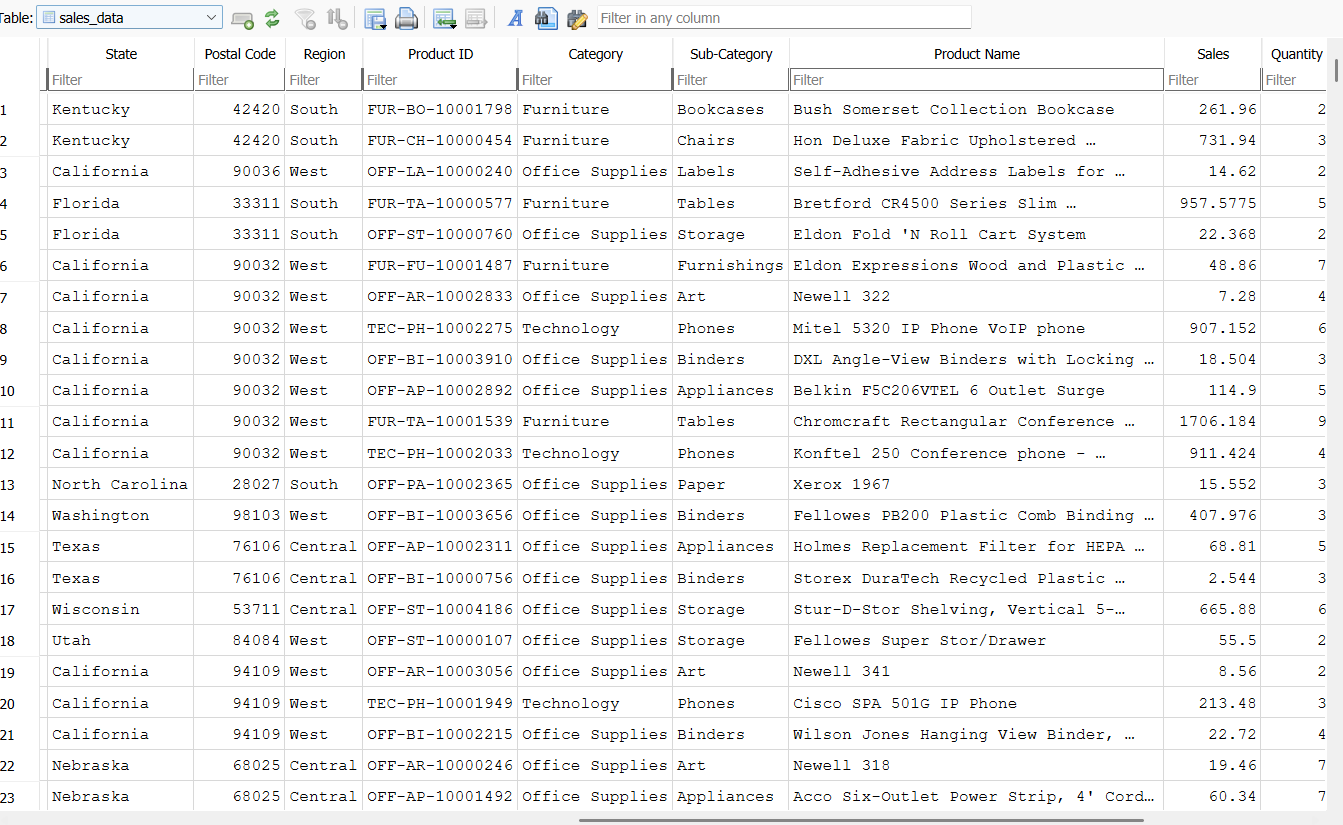 Table: sales_data Filter in any column
State Postal Code Region Product ID Category Sub-Category Product Name Sales Quantity
Filter Filter Filter Filter Filter Filter Filter Filter Filter
1 Kentucky 42420 South FUR-BO-10001798 Furniture Bookcases Bush Somerset Collection Bookcase 261.96 2
2 Kentucky 42420 South FUR-CH-10000454 Furniture Chairs Hon Deluxe Fabric Upholstered … 731.94 3
3 California 90036 West OFF-LA-10000240 Office Supplies Labels Self-Adhesive Address Labels for … 14.62 2
4 Florida 33311 South FUR-TA-10000577 Furniture Tables Bretford CR4500 Series Slim … 957.5775 5
5 Florida 33311 South OFF-ST-10000760 Office Supplies Storage Eldon Fold 'N Roll Cart System 22.368 2
6 California 90032 West FUR-FU-10001487 Furniture Furnishings Eldon Expressions Wood and Plastic … 48.86 7
7 California 90032 West OFF-AR-10002833 Office Supplies Art Newell 322 7.28 4
8 California 90032 West TEC-PH-10002275 Technology Phones Mitel 5320 IP Phone VoIP phone 907.152 6
9 California 90032 West OFF-BI-10003910 Office Supplies Binders DXL Angle-View Binders with Locking … 18.504 3
10 California 90032 West OFF-AP-10002892 Office Supplies Appliances Belkin F5C206VTEL 6 Outlet Surge 114.9 5
11 California 90032 West FUR-TA-10001539 Furniture Tables Chromcraft Rectangular Conference … 1706.184 9
12 California 90032 West TEC-PH-10002033 Technology Phones Konftel 250 Conference phone - … 911.424 4
13 North Carolina 28027 South OFF-PA-10002365 Office Supplies Paper Xerox 1967 15.552 3
14 Washington 98103 West OFF-BI-10003656 Office Supplies Binders Fellowes PB200 Plastic Comb Binding … 407.976 3
15 Texas 76106 Central OFF-AP-10002311 Office Supplies Appliances Holmes Replacement Filter for HEPA … 68.81 5
16 Texas 76106 Central OFF-BI-10000756 Office Supplies Binders Storex DuraTech Recycled Plastic … 2.544 3
17 Wisconsin 53711 Central OFF-ST-10004186 Office Supplies Storage Stur-D-Stor Shelving, Vertical 5-… 665.88 6
18 Utah 84084 West OFF-ST-10000107 Office Supplies Storage Fellowes Super Stor/Drawer 55.5 2
19 California 94109 West OFF-AR-10003056 Office Supplies Art Newell 341 8.56 2
20 California 94109 West TEC-PH-10001949 Technology Phones Cisco SPA 501G IP Phone 213.48 3
21 California 94109 West OFF-BI-10002215 Office Supplies Binders Wilson Jones Hanging View Binder, … 22.72 4
22 Nebraska 68025 Central OFF-AR-10000246 Office Supplies Art Newell 318 19.46 7
23 Nebraska 68025 Central OFF-AP-10001492 Office Supplies Appliances Acco Six-Outlet Power Strip, 4' Cord… 60.34 7